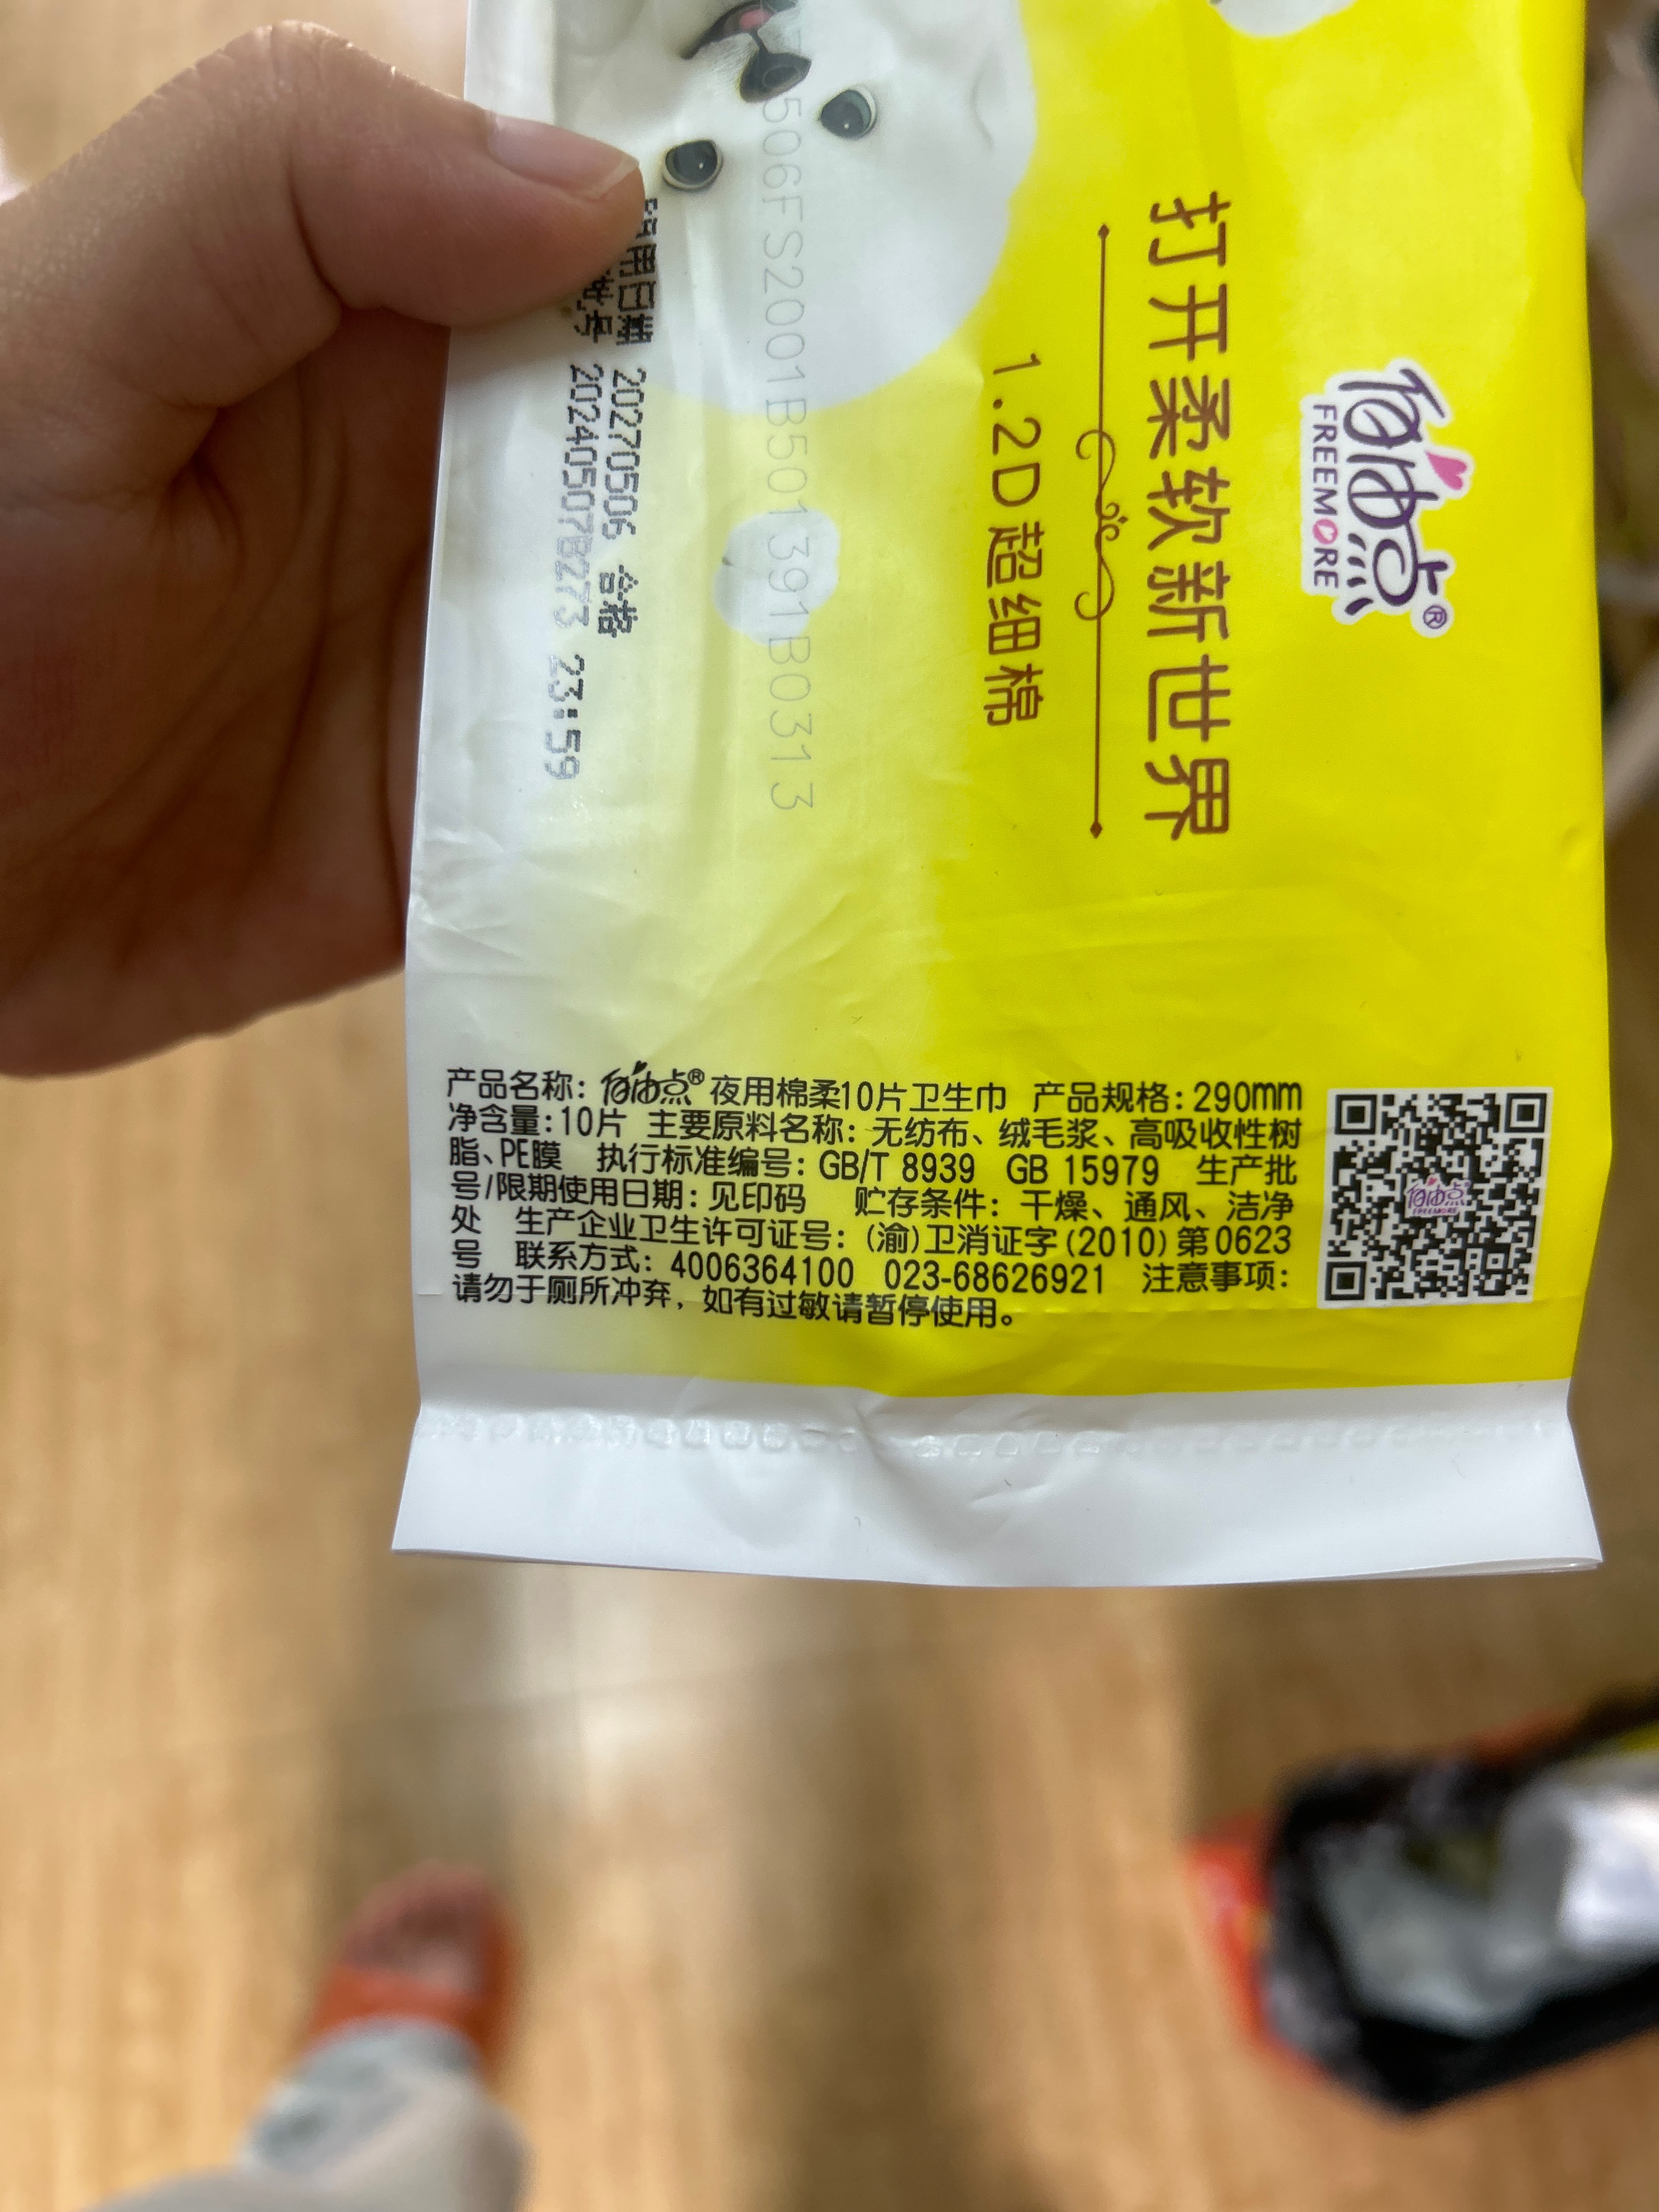 自由点®
FREEMORE
打开柔软新世界
1.2D超细棉
506FS2001B501391B0313
用日期 20270506 合格
批号 20240507B273 23:59
产品名称：自由点®夜用棉柔10片卫生巾 产品规格：290mm
净含量：10片 主要原料名称：无纺布、绒毛浆、高吸收性树
脂、PE膜 执行标准编号：GB/T 8939 GB 15979 生产批
号/限期使用日期：见印码 贮存条件：干燥、通风、洁净
处 生产企业卫生许可证号：(渝)卫消证字(2010)第0623
号 联系方式：4006364100 023-68626921 注意事项：
请勿于厕所冲弃，如有过敏请暂停使用。
自由点®
FREEMORE